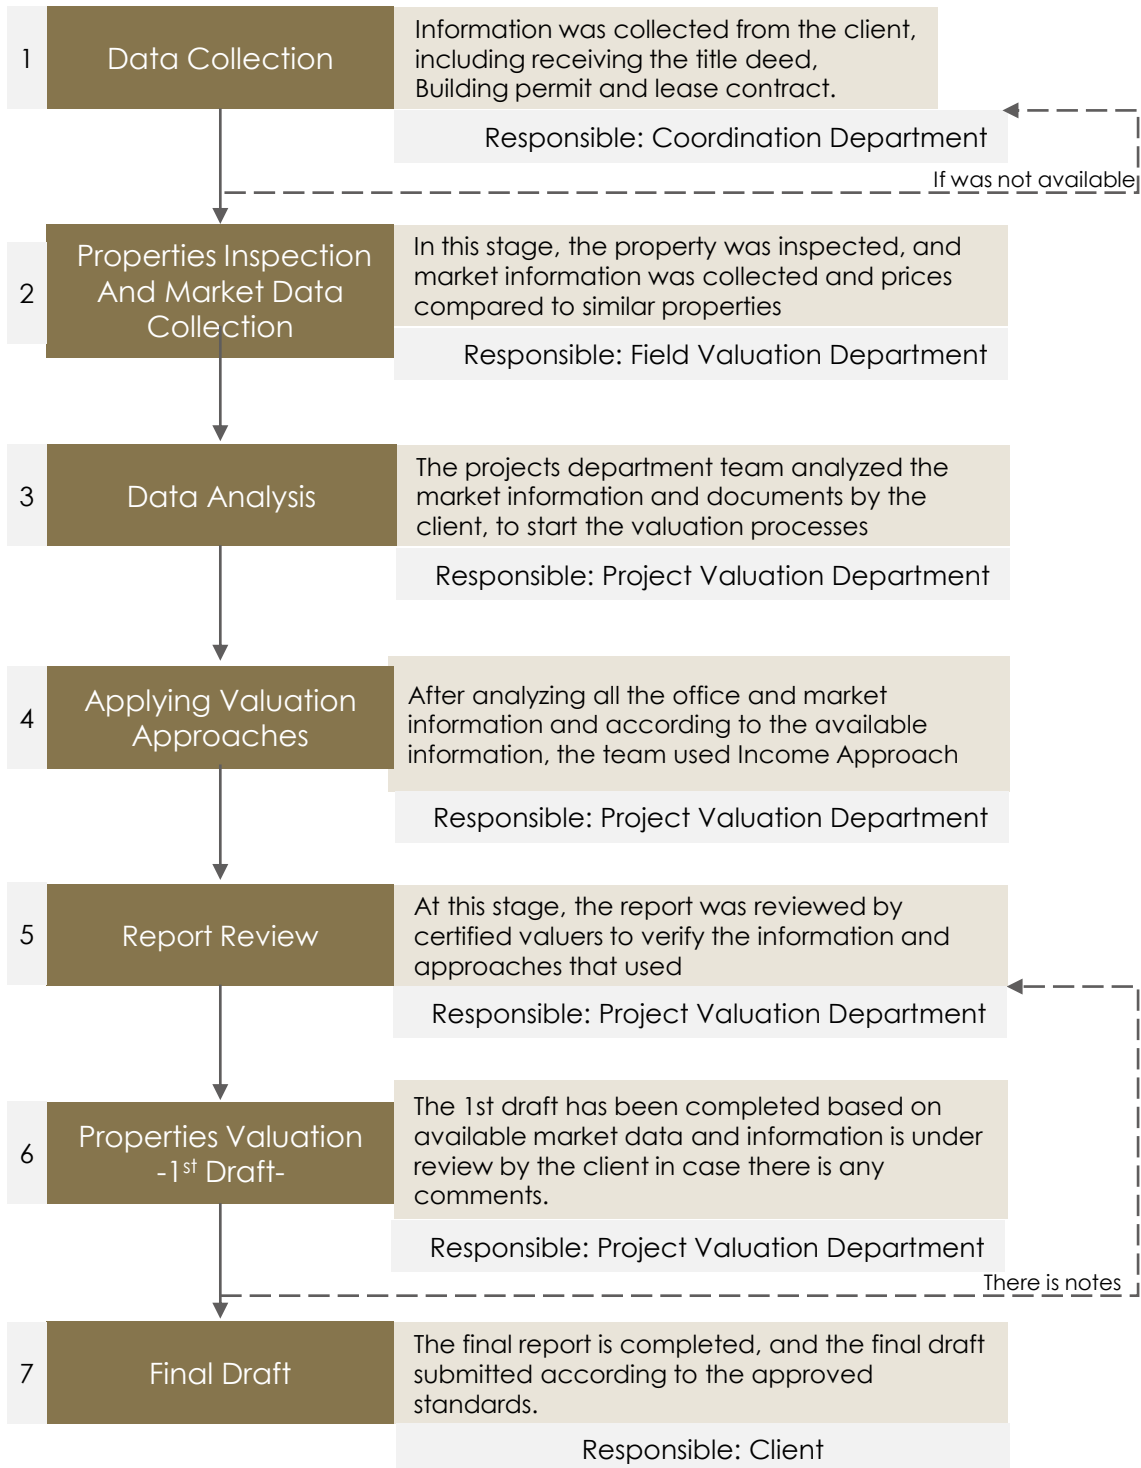 1
Data Collection
Information was collected from the client,
including receiving the title deed,
Building permit and lease contract.
Responsible: Coordination Department
If was not available
2
Properties Inspection
And Market Data
Collection
In this stage, the property was inspected, and
market information was collected and prices
compared to similar properties
Responsible: Field Valuation Department
3
Data Analysis
The projects department team analyzed the
market information and documents by the
client, to start the valuation processes
Responsible: Project Valuation Department
4
Applying Valuation
Approaches
After analyzing all the office and market
information and according to the available
information, the team used Income Approach
Responsible: Project Valuation Department
5
Report Review
At this stage, the report was reviewed by
certified valuers to verify the information and
approaches that used
Responsible: Project Valuation Department
6
Properties Valuation
-1st Draft-
The 1st draft has been completed based on
available market data and information is under
review by the client in case there is any
comments.
Responsible: Project Valuation Department
There is notes
7
Final Draft
The final report is completed, and the final draft
submitted according to the approved
standards.
Responsible: Client